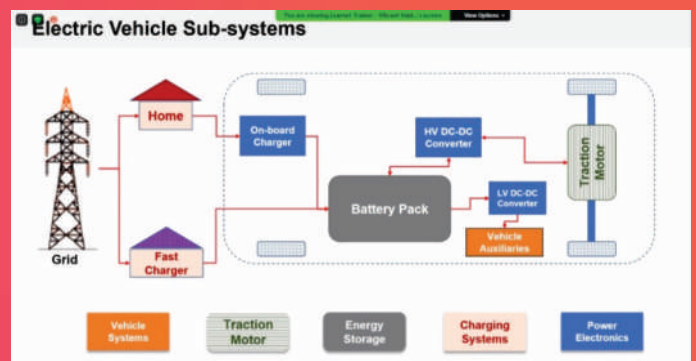 Electric Vehicle Sub-systems
View Options
Home
On-board
Charger
HV DC-DC
Converter
Traction
Motor
Battery Pack
LV DC-DC
Converter
Vehicle
Auxiliaries
Grid
Fast
Charger
Vehicle
Systems
Traction
Motor
Energy
Storage
Charging
Systems
Power
Electronics